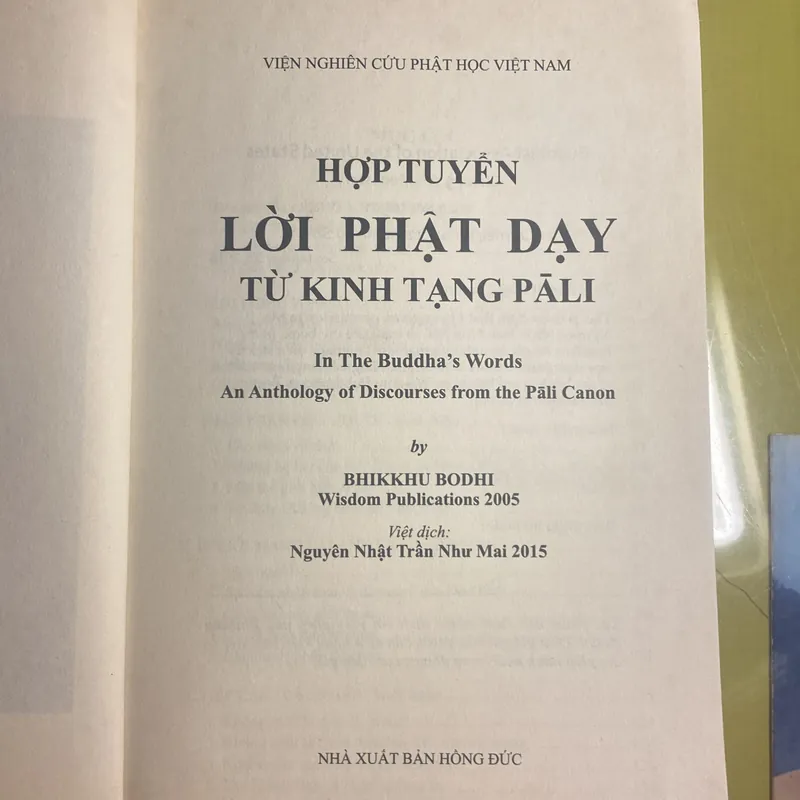 VIỆN NGHIÊN CỨU PHẬT HỌC VIỆT NAM
HỢP TUYỂN
LỜI PHẬT DẠY
TỪ KINH TẠNG PĀLI
In The Buddha's Words
An Anthology of Discourses from the Pāli Canon
by
BHIKKHU BODHI
Wisdom Publications 2005
Việt dịch:
Nguyên Nhật Trần Như Mai 2015
NHÀ XUẤT BẢN HỒNG ĐỨC